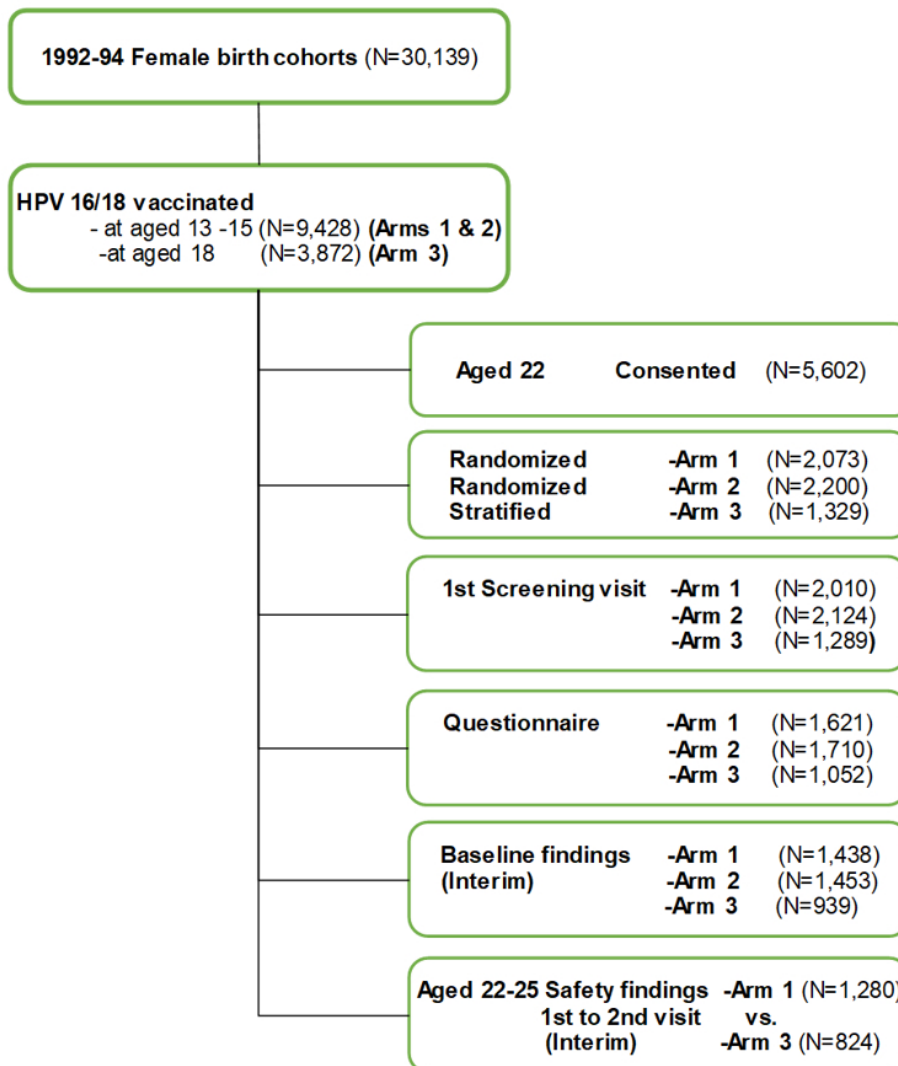 1992-94 Female birth cohorts (N=30,139)
HPV 16/18 vaccinated
- at aged 13 -15 (N=9,428) (Arms 1 & 2)
-at aged 18 (N=3,872) (Arm 3)
Aged 22 Consented (N=5,602)
Randomized -Arm 1 (N=2,073)
Randomized -Arm 2 (N=2,200)
Stratified -Arm 3 (N=1,329)
1st Screening visit -Arm 1 (N=2,010)
-Arm 2 (N=2,124)
-Arm 3 (N=1,289)
Questionnaire -Arm 1 (N=1,621)
-Arm 2 (N=1,710)
-Arm 3 (N=1,052)
Baseline findings -Arm 1 (N=1,438)
(Interim) -Arm 2 (N=1,453)
-Arm 3 (N=939)
Aged 22-25 Safety findings -Arm 1 (N=1,280)
1st to 2nd visit vs.
(Interim) -Arm 3 (N=824)